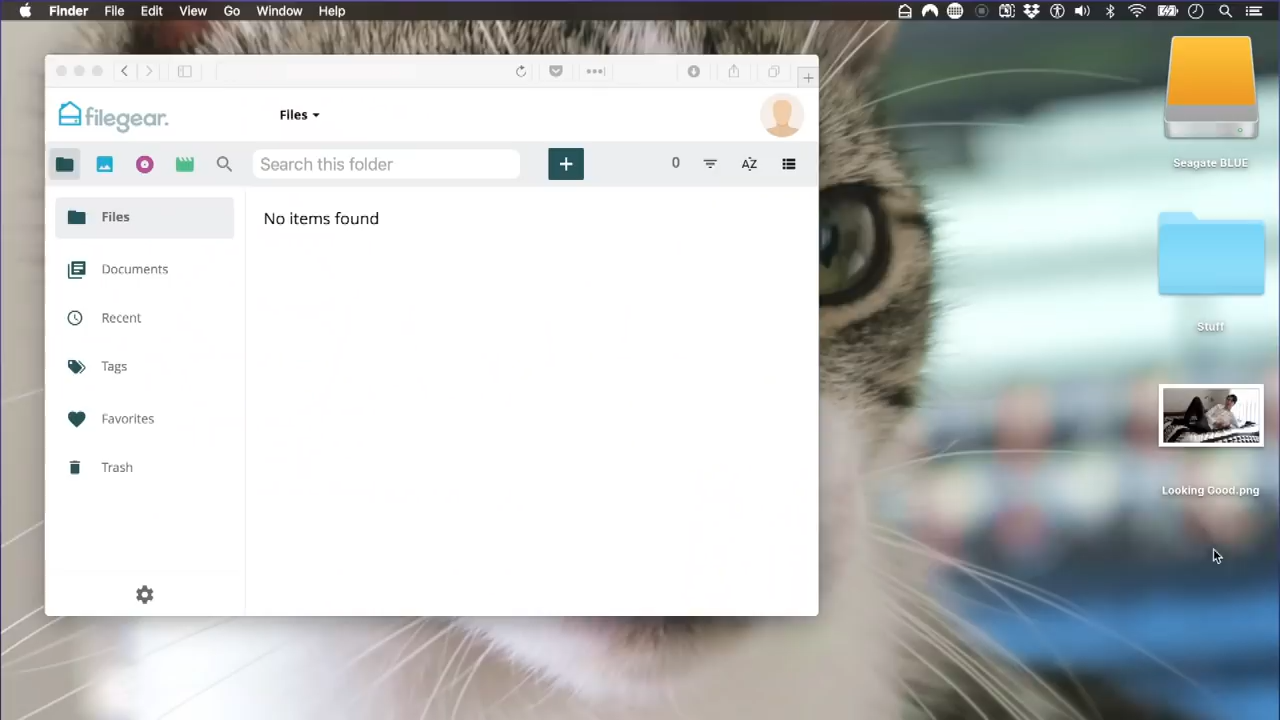 Finder File Edit View Go Window Help
filegear.
Files
Search this folder
+
0
AZ
Files
No items found
Documents
Recent
Tags
Favorites
Trash
Seagate BLUE
Stuff
Looking Good.png